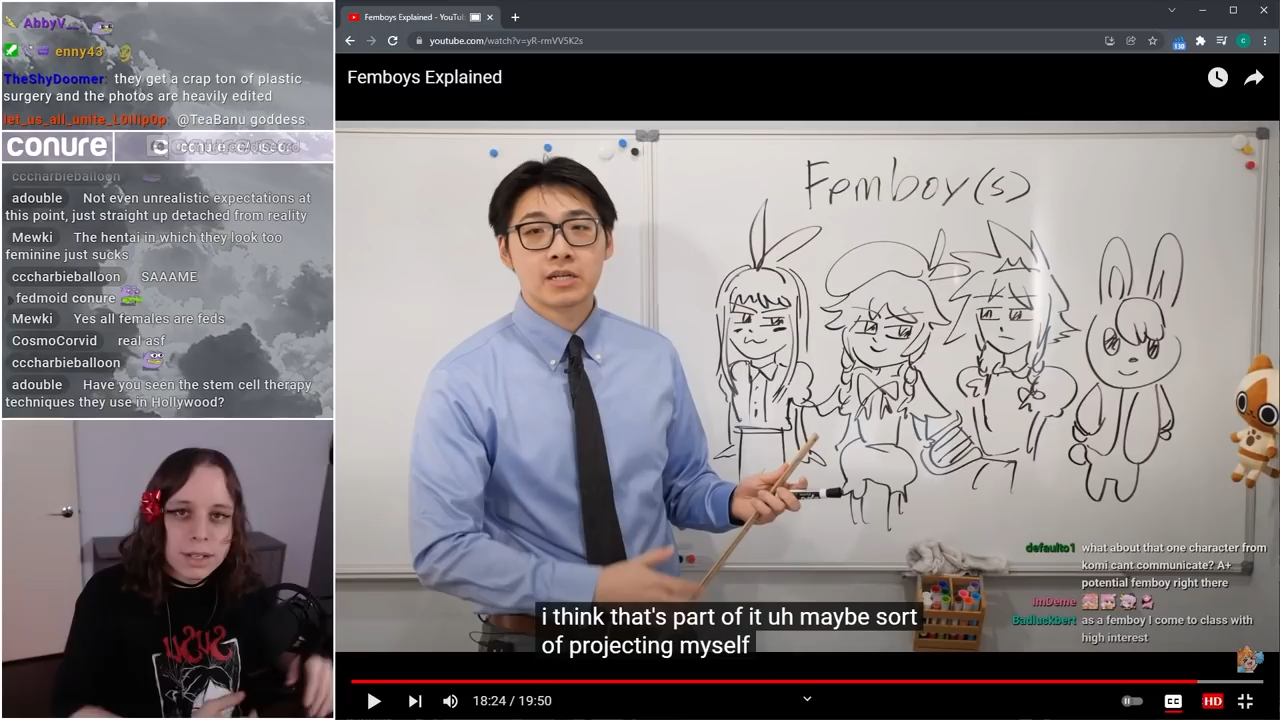 AbbyV__
enny43
TheShyDoomer: they get a crap ton of plastic
surgery and the photos are heavily edited
@TeaBanu goddess
conure
cccharbieballoon
adouble Not even unrealistic expectations at
this point, just straight up detached from reality
Mewki The hentai in which they look too
feminine just sucks
cccharbieballoon SAAAME
fedmoid conure
Mewki Yes all females are feds
CosmoCorvid real asf
cccharbieballoon
adouble Have you seen the stem cell therapy
techniques they use in Hollywood?
Femboys Explained - YouTu
youtube.com/watch?v=yR-rmVV5K2s
130
c
Femboys Explained
Femboy(s)
defaulto1 what about that one character from
komi cant communicate? A+
potential femboy right there
ImDeme
Badluckbert as a femboy I come to class with
high interest
i think that's part of it uh maybe sort
of projecting myself
18:24 / 19:50
CC
HD